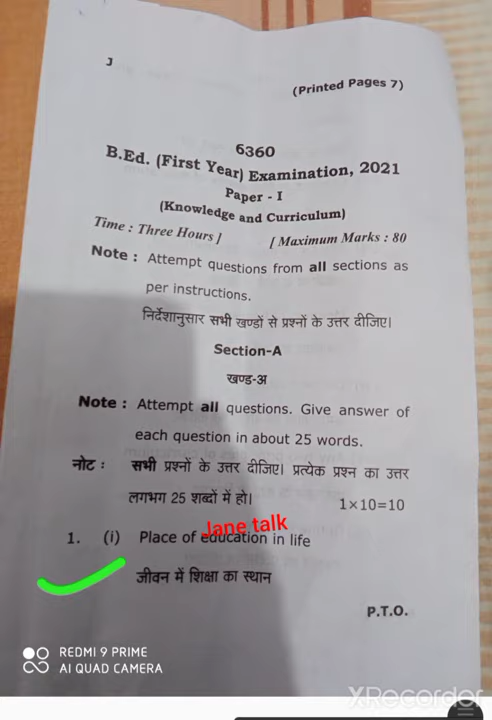 J
(Printed Pages 7)
6360
B.Ed. (First Year) Examination, 2021
Paper - I
(Knowledge and Curriculum)
Time : Three Hours ] [ Maximum Marks : 80
Note : Attempt questions from all sections as
per instructions.
निर्देशानुसार सभी खण्डों से प्रश्नों के उत्तर दीजिए।
Section-A
खण्ड-अ
Note : Attempt all questions. Give answer of
each question in about 25 words.
नोट : सभी प्रश्नों के उत्तर दीजिए। प्रत्येक प्रश्न का उत्तर
लगभग 25 शब्दों में हो। 1×10=10
Jane talk
1. (i) Place of education in life
जीवन में शिक्षा का स्थान
P.T.O.
REDMI 9 PRIME
AI QUAD CAMERA
XRecorder